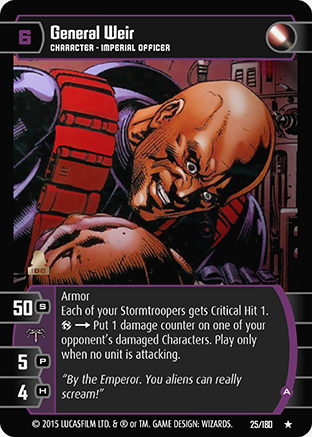 6
General Weir
CHARACTER - IMPERIAL OFFICER
50 S
Armor
Each of your Stormtroopers gets Critical Hit 1.
→ Put 1 damage counter on one of your
opponent's damaged Characters. Play only
when no unit is attacking.
5 P
4 H
"By the Emperor. You aliens can really
scream!"
A
© 2015 LUCASFILM LTD. & ® or TM. GAME DESIGN: WIZARDS.
25/180